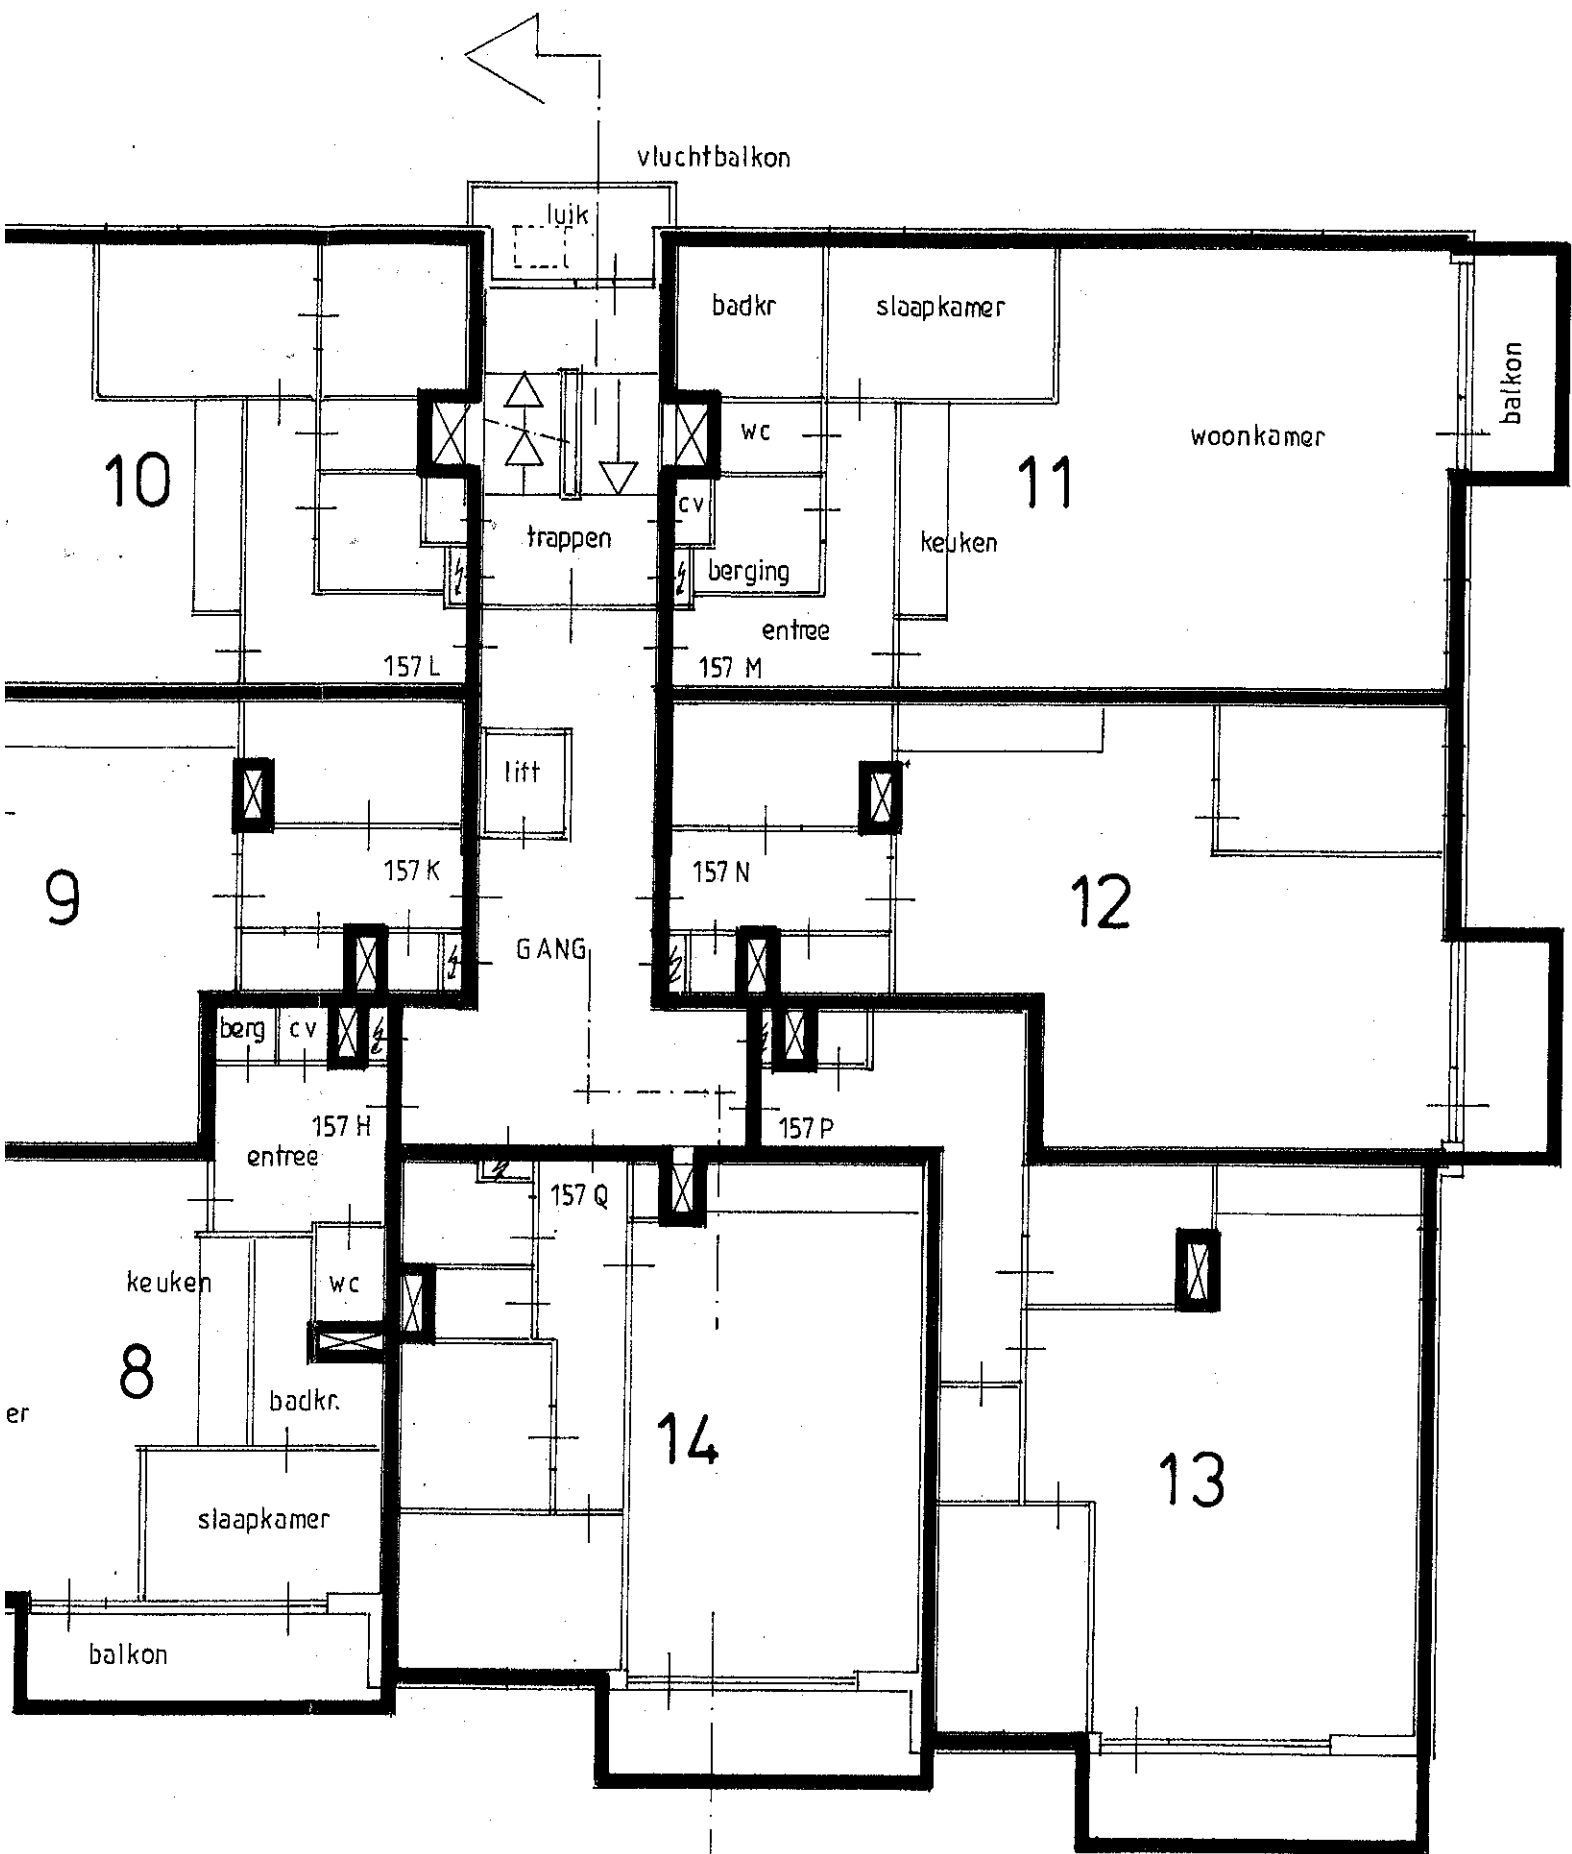 vluchtbalkon
luik
badkr
slaapkamer
balkon
wc
woonkamer
10
11
cv
trappen
keuken
berging
entree
157 L
157 M
lift
157 K
157 N
9
12
GANG
berg
cv
157 H
157 P
entree
157 Q
keuken
wc
8
badkr.
er
14
13
slaapkamer
balkon